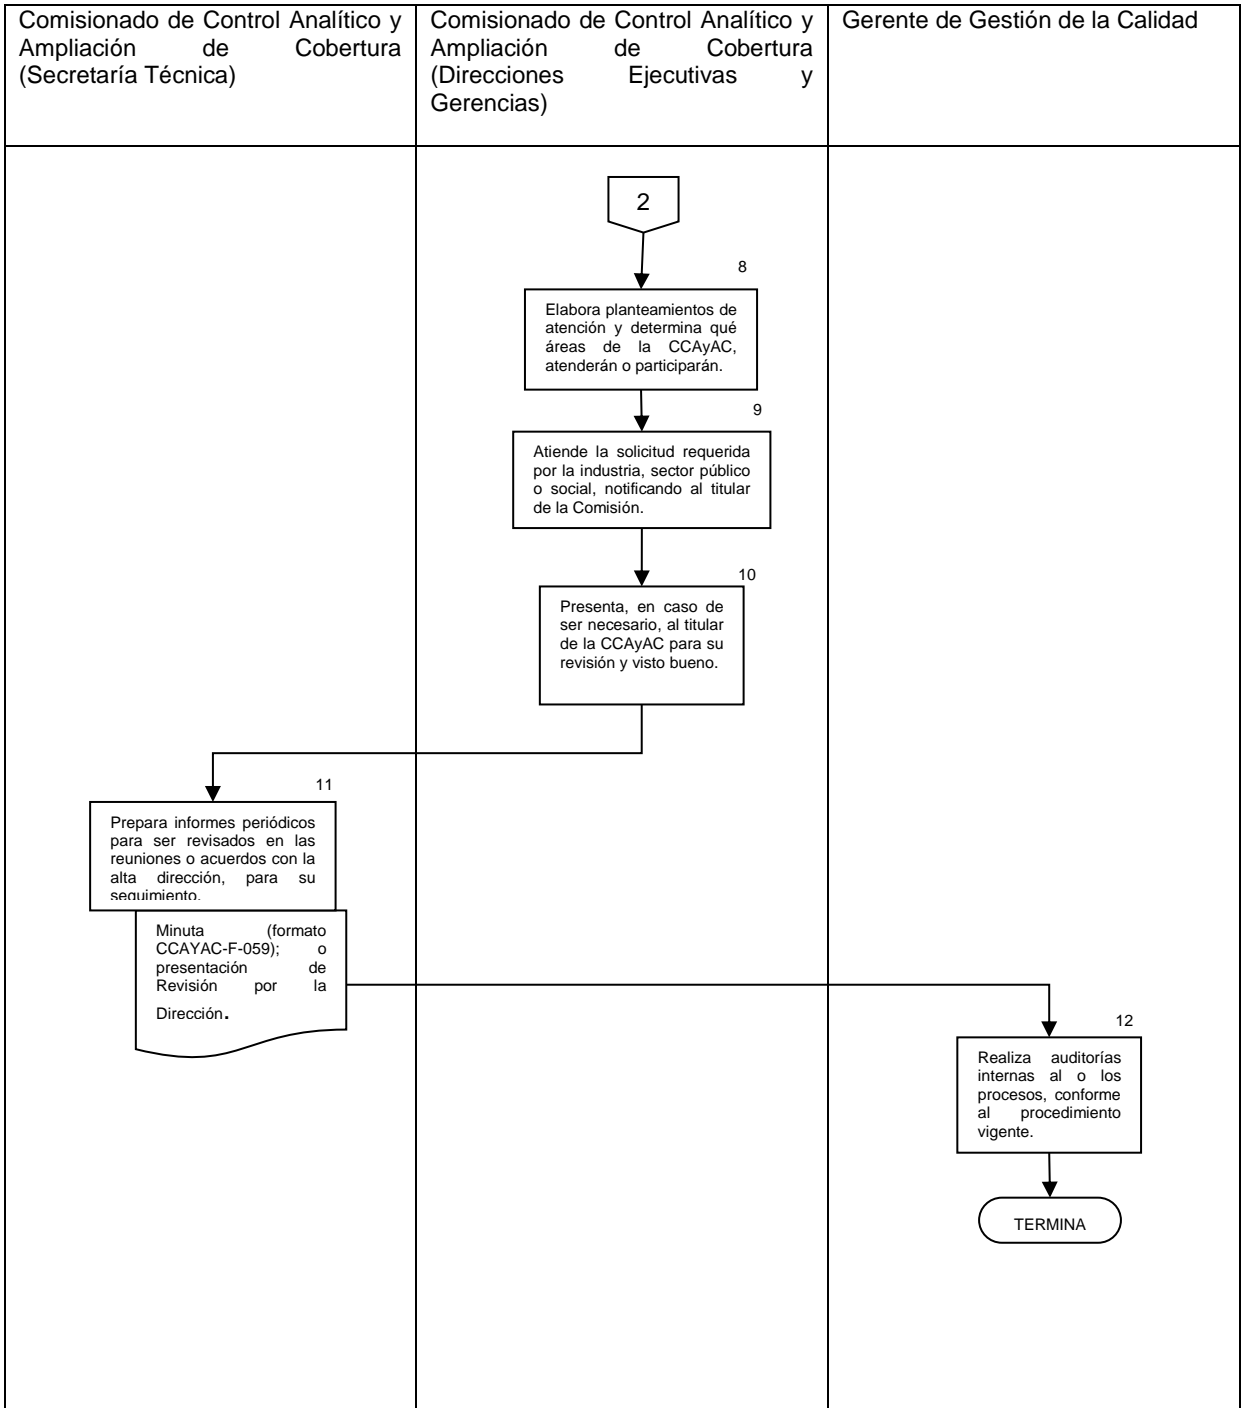 Comisionado de Control Analítico y
Ampliación de Cobertura
(Secretaría Técnica)
Comisionado de Control Analítico y
Ampliación de Cobertura
(Direcciones Ejecutivas y
Gerencias)
Gerente de Gestión de la Calidad
2
8
Elabora planteamientos de
atención y determina qué
áreas de la CCAyAC,
atenderán o participarán.
9
Atiende la solicitud requerida
por la industria, sector público
o social, notificando al titular
de la Comisión.
10
Presenta, en caso de
ser necesario, al titular
de la CCAyAC para su
revisión y visto bueno.
11
Prepara informes periódicos
para ser revisados en las
reuniones o acuerdos con la
alta dirección, para su
seguimiento.
Minuta (formato
CCAYAC-F-059); o
presentación de
Revisión por la
Dirección.
12
Realiza auditorías
internas al o los
procesos, conforme
al procedimiento
vigente.
TERMINA